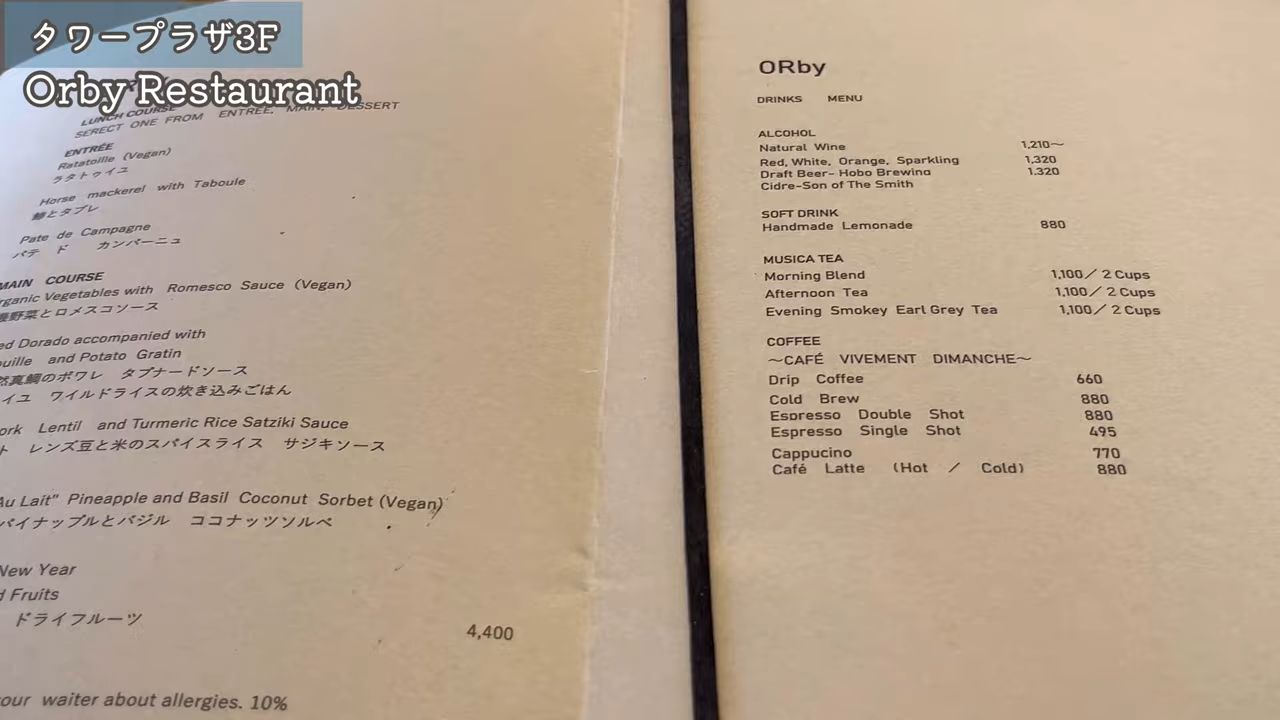 タワープラザ3F
Orby Restaurant
LUNCH COURSE
SERECT ONE FROM ENTRÉE, MAIN, DESSERT
ENTRÉE
Ratatoille (Vegan)
ラタトゥイユ
Horse mackerel with Taboule
鯵とタブレ
Pate de Campagne
パテ ド カンパーニュ
MAIN COURSE
Vegetables with Romesco Sauce (Vegan)
野菜とロメスコソース
Dorado accompanied with
and Potato Gratin
真鯛のポワレ タプナードソース
ワイルドライスの炊き込みごはん
Lentil and Turmeric Rice Satziki Sauce
レンズ豆と米のスパイスライス サジキソース
Au Lait" Pineapple and Basil Coconut Sorbet (Vegan)
パイナップルとバジル ココナッツソルベ
New Year
Fruits
ドライフルーツ
4,400
waiter about allergies. 10%
ORby
DRINKS MENU
ALCOHOL
Natural Wine 1,210～
Red, White, Orange, Sparkling 1,320
Draft Beer- Hobo Brewing 1.320
Cidre-Son of The Smith
SOFT DRINK
Handmade Lemonade 880
MUSICA TEA
Morning Blend 1,100／2 Cups
Afternoon Tea 1,100／2 Cups
Evening Smokey Earl Grey Tea 1,100／2 Cups
COFFEE
～CAFÉ VIVEMENT DIMANCHE～
Drip Coffee 660
Cold Brew 880
Espresso Double Shot 880
Espresso Single Shot 495
Cappucino 770
Café Latte (Hot / Cold) 880